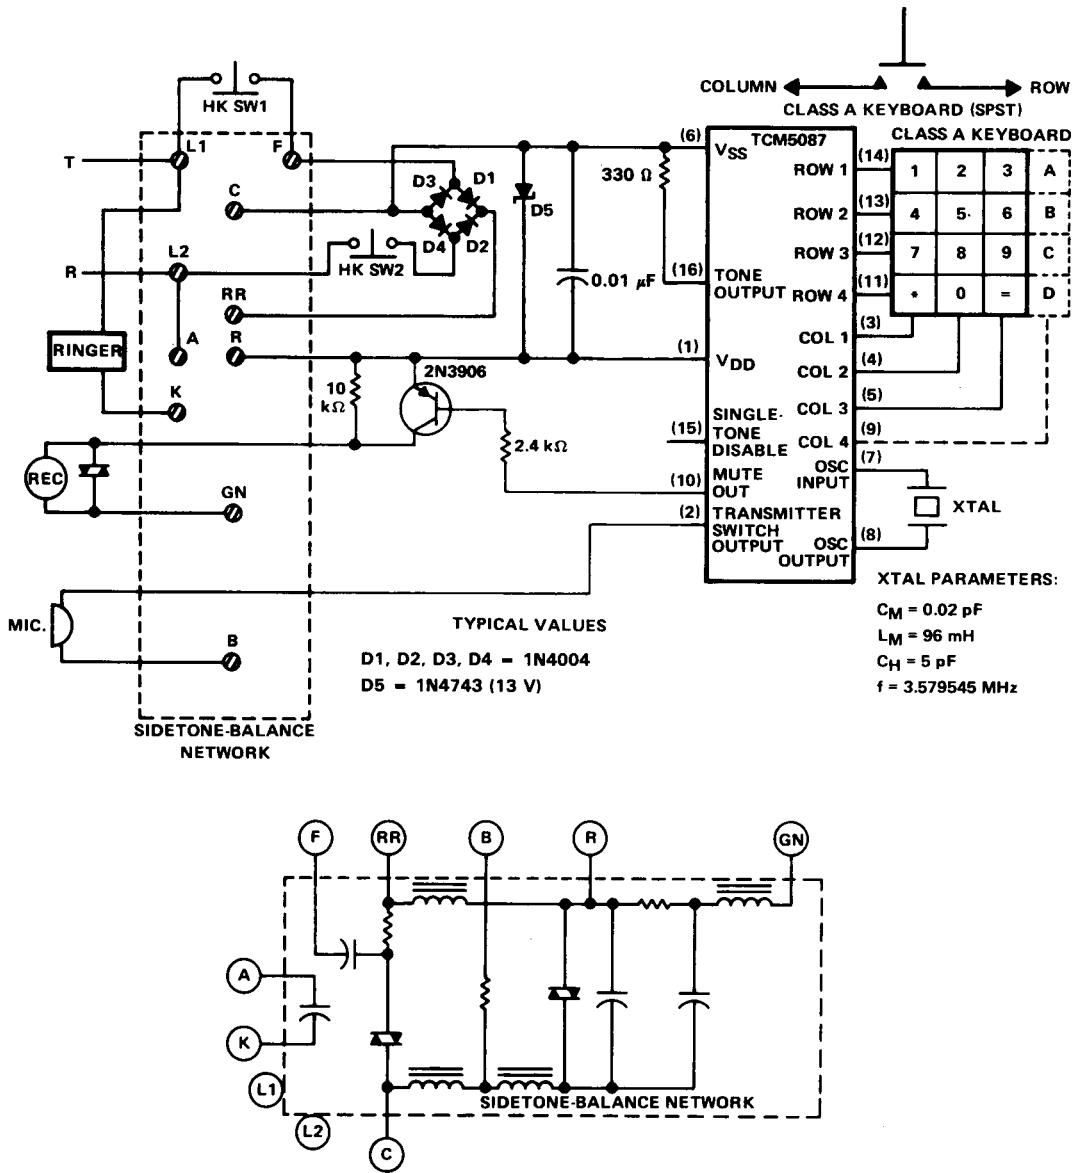 COLUMN
ROW
CLASS A KEYBOARD (SPST)
HK SW1
L1
F
T
C
D3
D1
D4
D2
D5
L2
R
HK SW2
RR
A
R
RINGER
K
REC
GN
MIC.
B
SIDETONE-BALANCE
NETWORK
10
kΩ
2N3906
2.4 kΩ
0.01 µF
330 Ω
TCM5087
(6)
VSS
(16)
TONE
OUTPUT
(1)
VDD
(15)
SINGLE-
TONE
DISABLE
(10)
MUTE
OUT
(2)
TRANSMITTER
SWITCH
OUTPUT
ROW 1
(14)
ROW 2
(13)
ROW 3
(12)
ROW 4
(11)
COL 1
(3)
COL 2
(4)
COL 3
(5)
COL 4
(9)
OSC
INPUT
(7)
OSC
OUTPUT
(8)
CLASS A KEYBOARD
1 2 3 A
4 5 6 B
7 8 9 C
* 0 = D
XTAL
XTAL PARAMETERS:
CM = 0.02 pF
LM = 96 mH
CH = 5 pF
f = 3.579545 MHz
TYPICAL VALUES
D1, D2, D3, D4 = 1N4004
D5 = 1N4743 (13 V)
F
RR
B
R
GN
A
K
L1
L2
C
SIDETONE-BALANCE NETWORK